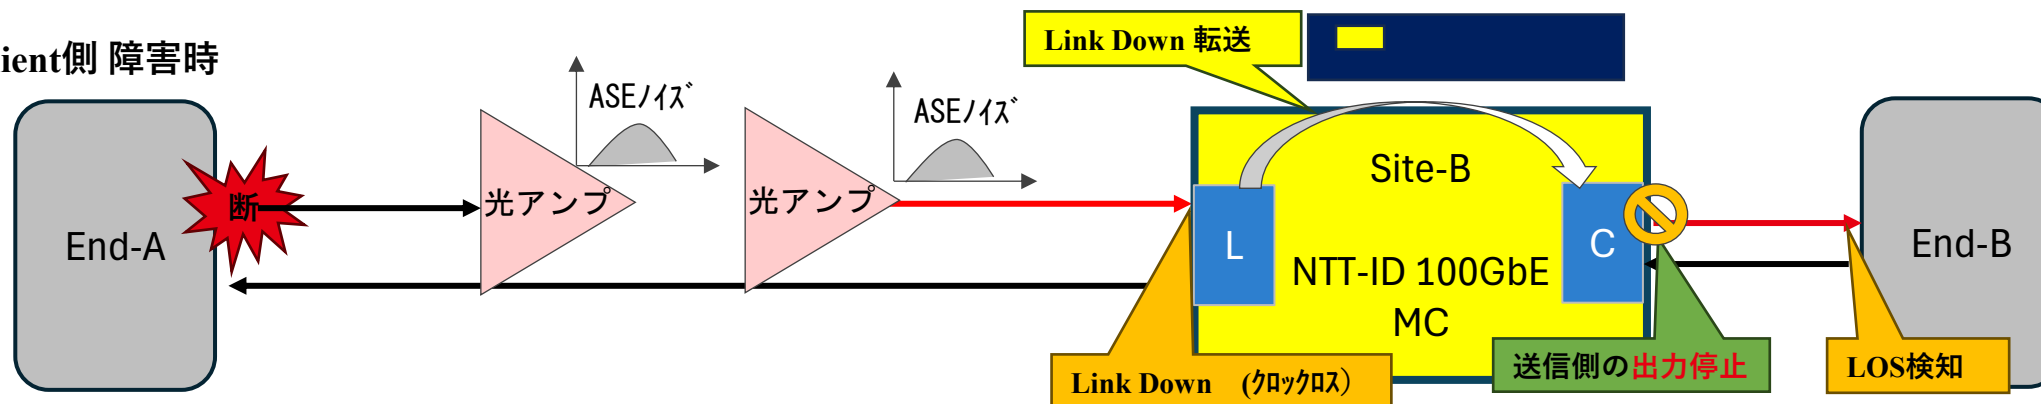 ient側 障害時
Link Down 転送
ASEノイズ
ASEノイズ
断
光アンプ
光アンプ
End-A
Site-B
L
C
NTT-ID 100GbE
MC
End-B
Link Down (クロックロス)
送信側の出力停止
LOS検知